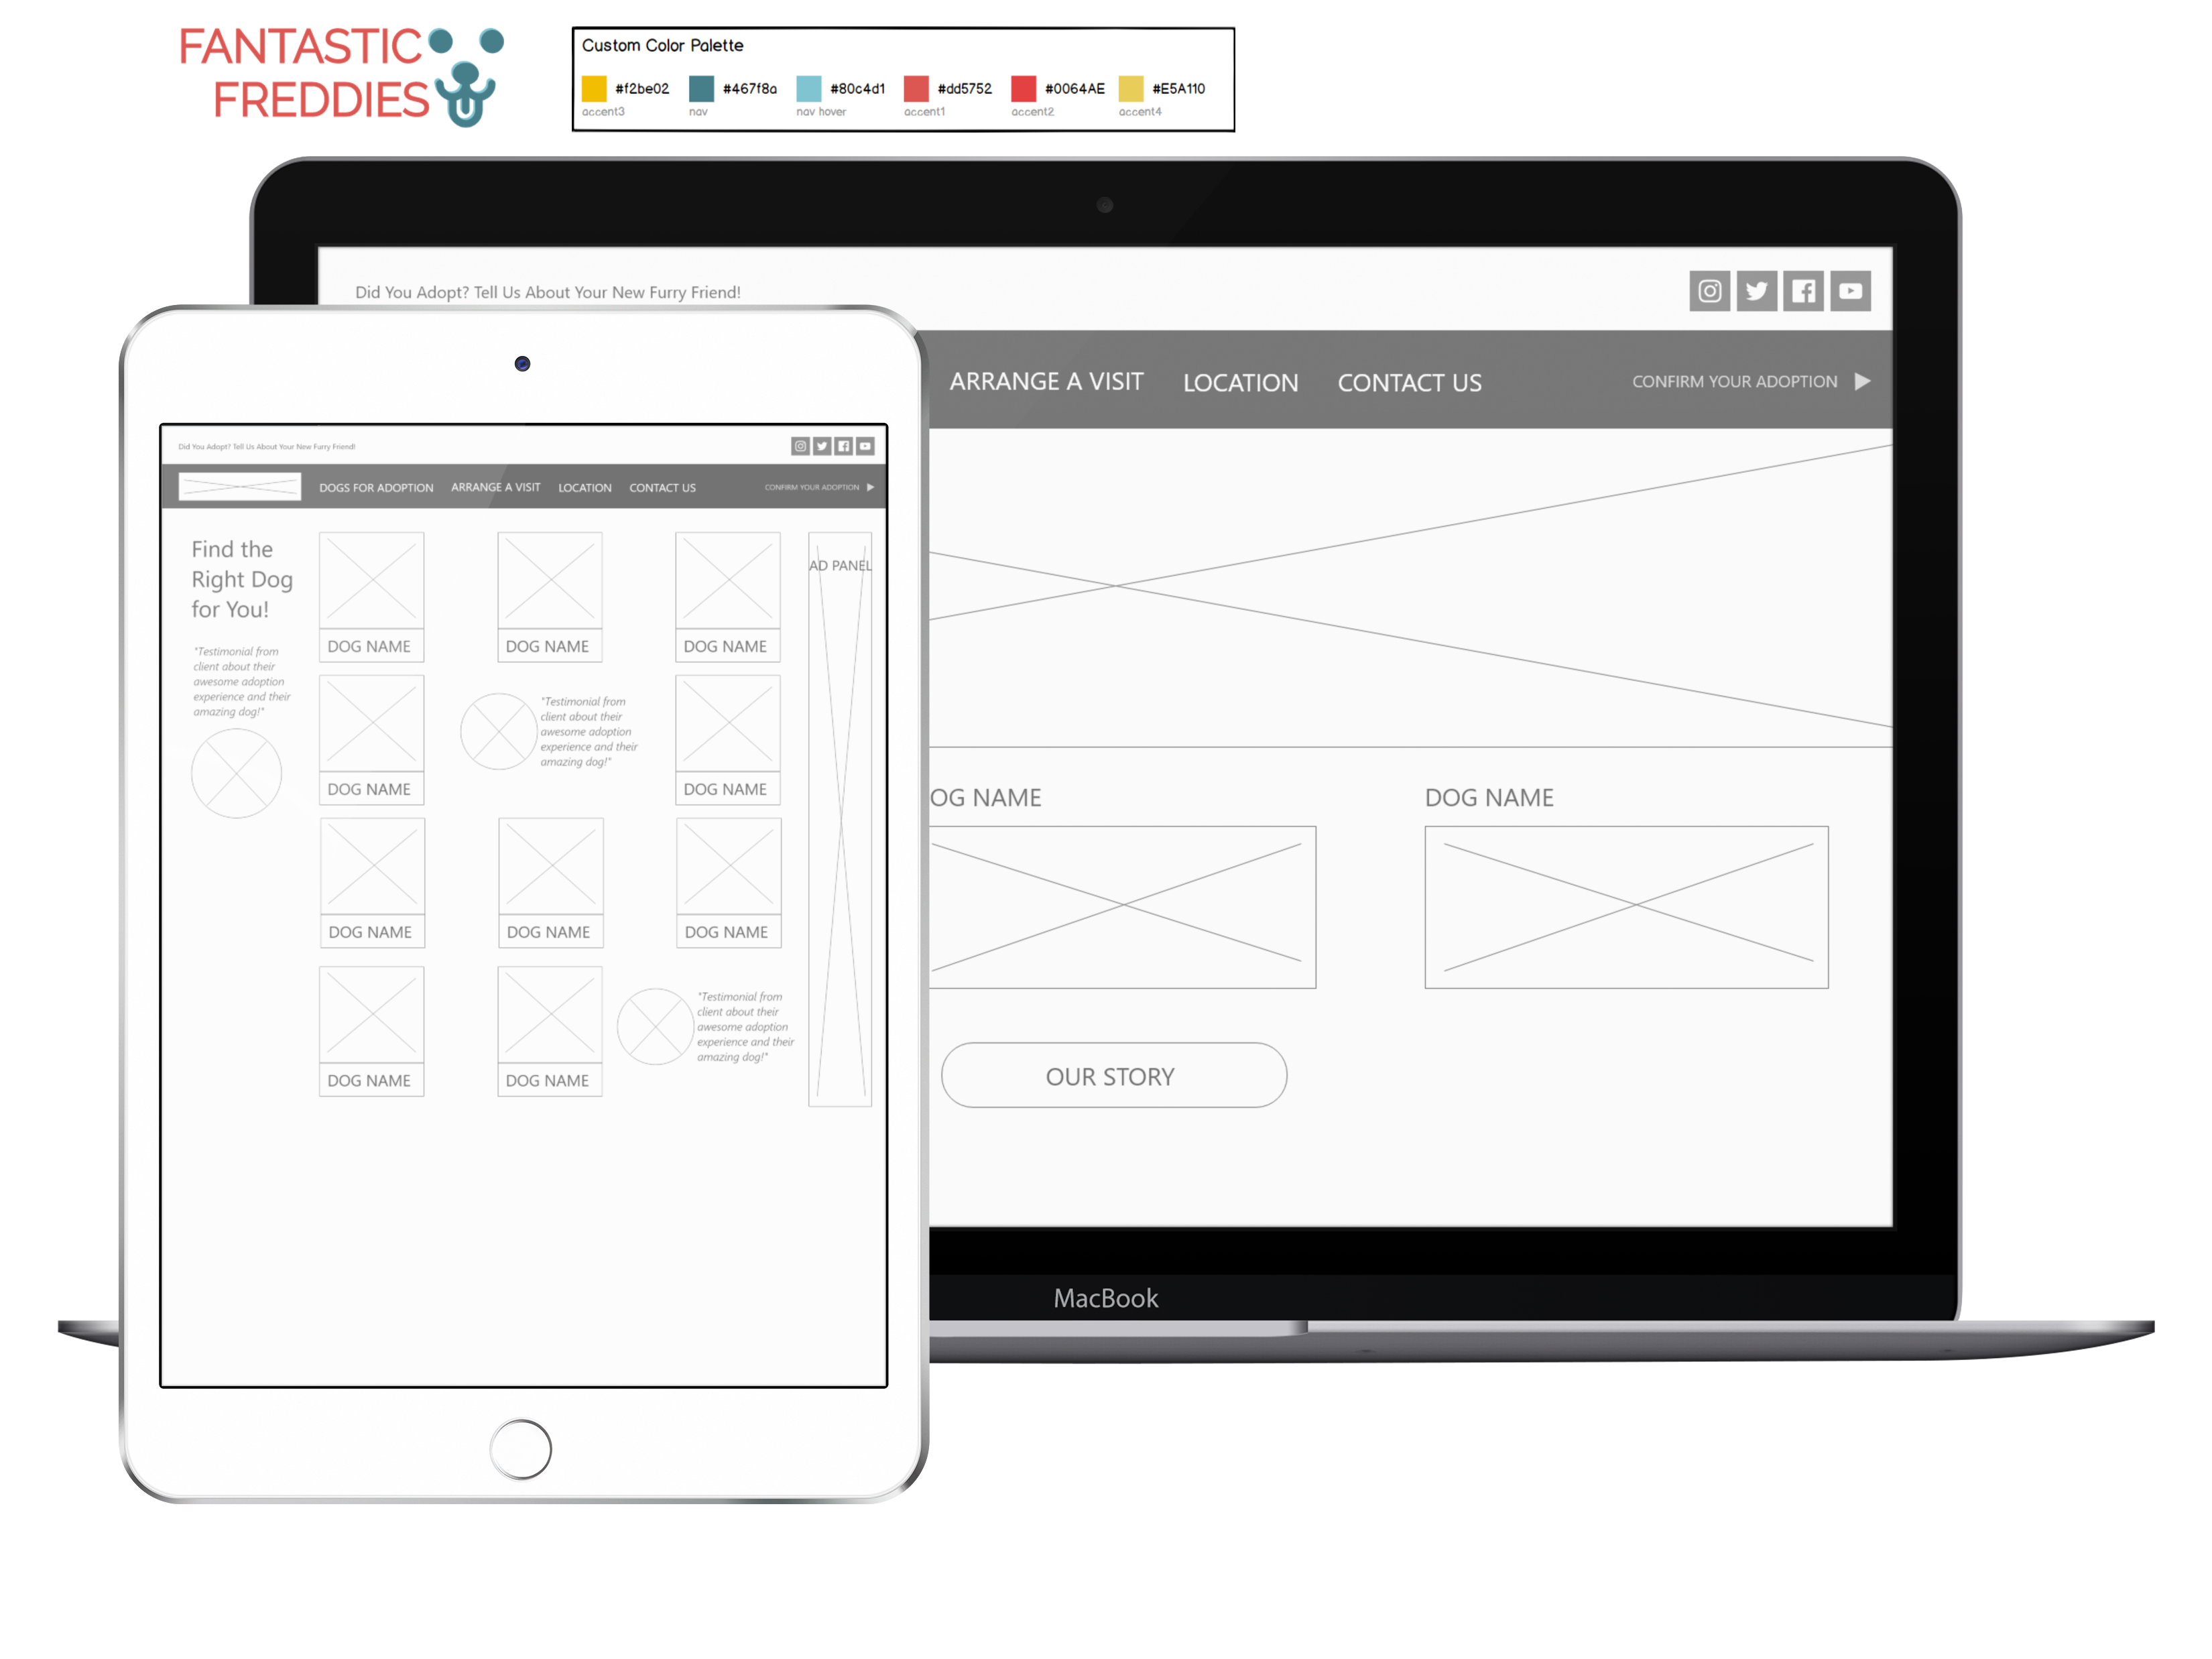 FANTASTIC
FREDDIES
Custom Color Palette
#f2be02 #467f8a #80c4d1 #dd5752 #0064AE #E5A110
accent3 nav nav hover accent1 accent2 accent4
Did You Adopt? Tell Us About Your New Furry Friend!
ARRANGE A VISIT LOCATION CONTACT US CONFIRM YOUR ADOPTION
OG NAME DOG NAME
OUR STORY
MacBook
Did You Adopt? Tell Us About Your New Furry Friend!
DOGS FOR ADOPTION ARRANGE A VISIT LOCATION CONTACT US CONFIRM YOUR ADOPTION
Find the
Right Dog
for You!
"Testimonial from
client about their
awesome adoption
experience and their
amazing dog!"
AD PANEL
DOG NAME DOG NAME DOG NAME
"Testimonial from
client about their
awesome adoption
experience and their
amazing dog!"
DOG NAME DOG NAME
DOG NAME DOG NAME DOG NAME
"Testimonial from
client about their
awesome adoption
experience and their
amazing dog!"
DOG NAME DOG NAME